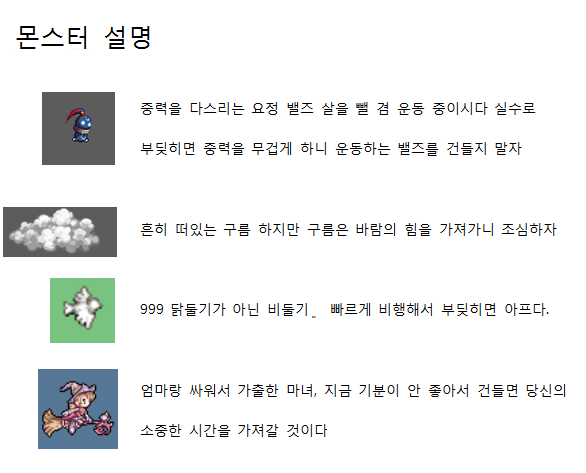 몬스터 설명
중력을 다스리는 요정 밸즈 살을 뺄 겸 운동 중이시다 실수로
부딪히면 중력을 무겁게 하니 운동하는 밸즈를 건들지 말자
흔히 떠있는 구름 하지만 구름은 바람의 힘을 가져가니 조심하자
999 닭둘기가 아닌 비둘기_ 빠르게 비행해서 부딪히면 아프다.
엄마랑 싸워서 가출한 마녀, 지금 기분이 안 좋아서 건들면 당신의
소중한 시간을 가져갈 것이다